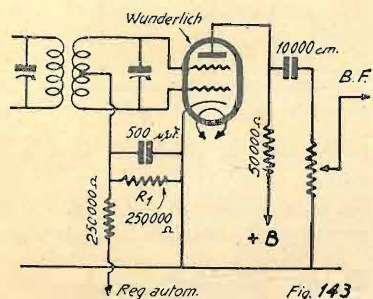 Wunderlich
10000 cm.
B.F.
500 µµF.
50000 Ω
250000 Ω
R1
250000
Ω
+ B
Reg autom.
Fig. 143